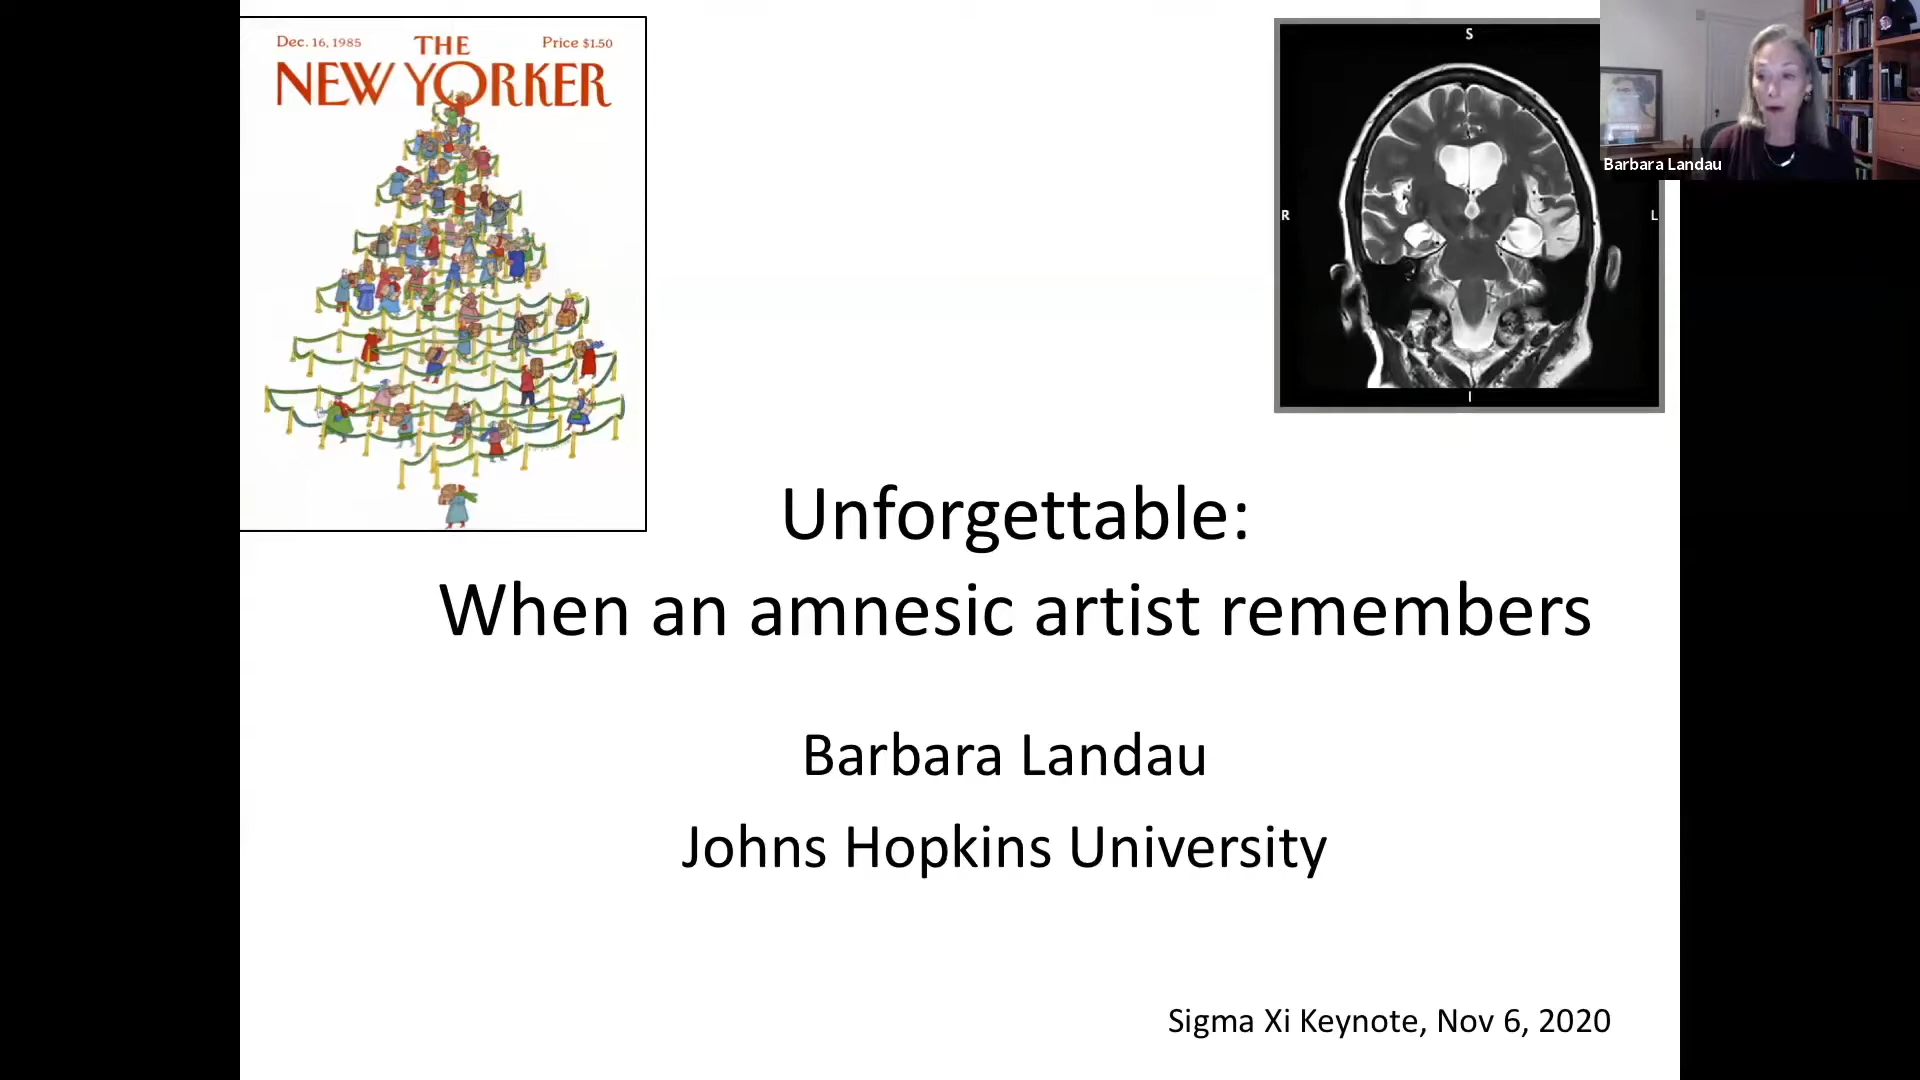 Dec. 16, 1985
THE
Price $1.50
NEW YORKER
S
R
L
I
Barbara Landau
Unforgettable:
When an amnesic artist remembers
Barbara Landau
Johns Hopkins University
Sigma Xi Keynote, Nov 6, 2020